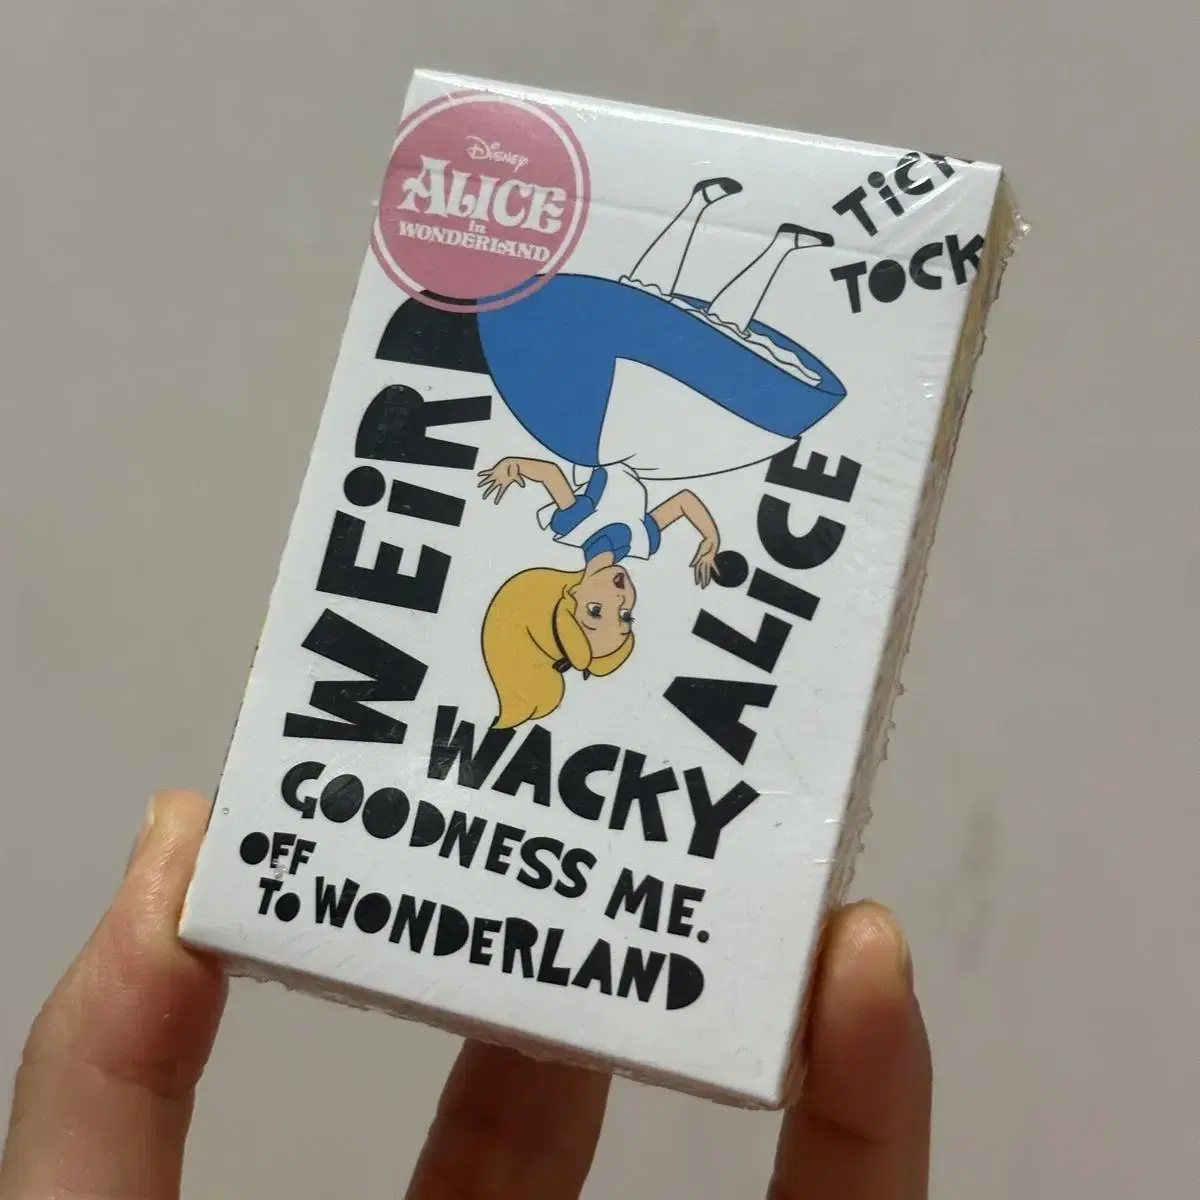 Disney
ALiCE
in
WONDERLAND
TiCK
TOCK
WEiRD
ALiCE
WACKY
GOODNESS ME.
OFF
TO WONDERLAND